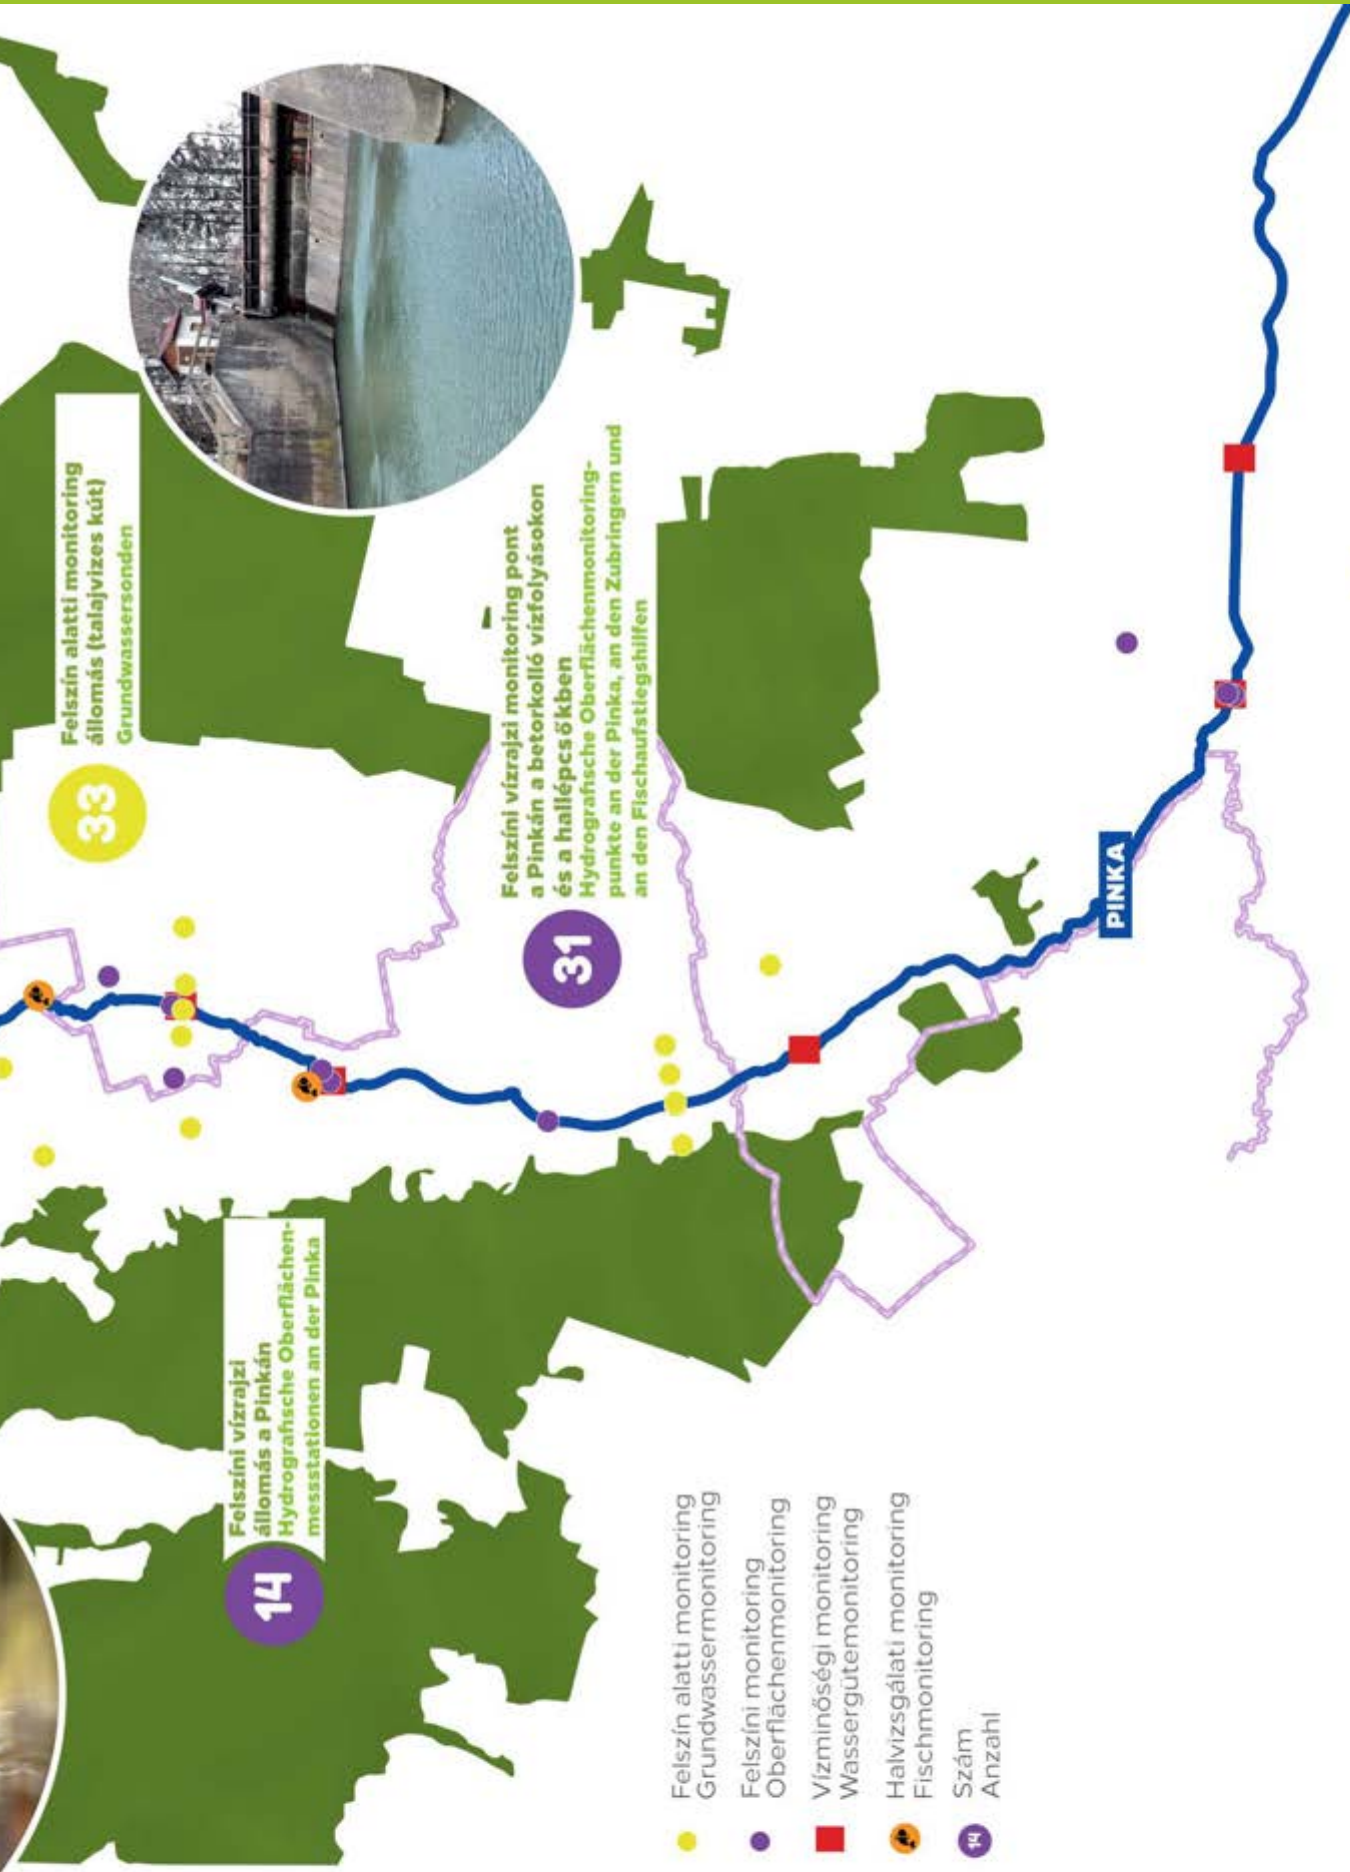 33
Felszín alatti monitoring
állomás (talajvizes kút)
Grundwassersonden
31
Felszíni vízrajzi monitoring pont
a Pinkán a betorkolló vízfolyásokon
és a hallépcsőkben
Hydrografische Oberflächenmonitoring-
punkte an der Pinka, an den Zubringern und
an den Fischaufstiegshilfen
14
Felszíni vízrajzi
állomás a Pinkán
Hydrografische Oberflächen-
messstationen an der Pinka
PINKA
Felszín alatti monitoring
Grundwassermonitoring
Felszíni monitoring
Oberflächenmonitoring
Vízminőségi monitoring
Wassergütemonitoring
Halvizsgálati monitoring
Fischmonitoring
14
Szám
Anzahl